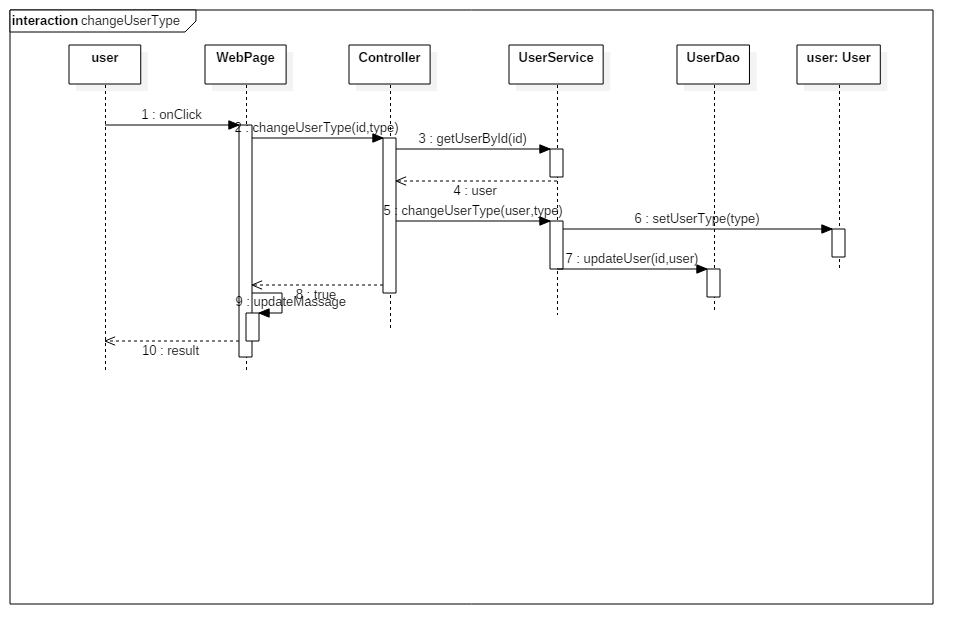 interaction changeUserType
user
WebPage
Controller
UserService
UserDao
user: User
1 : onClick
2 : changeUserType(id,type)
3 : getUserById(id)
4 : user
5 : changeUserType(user,type)
6 : setUserType(type)
7 : updateUser(id,user)
8 : true
9 : updateMassage
10 : result